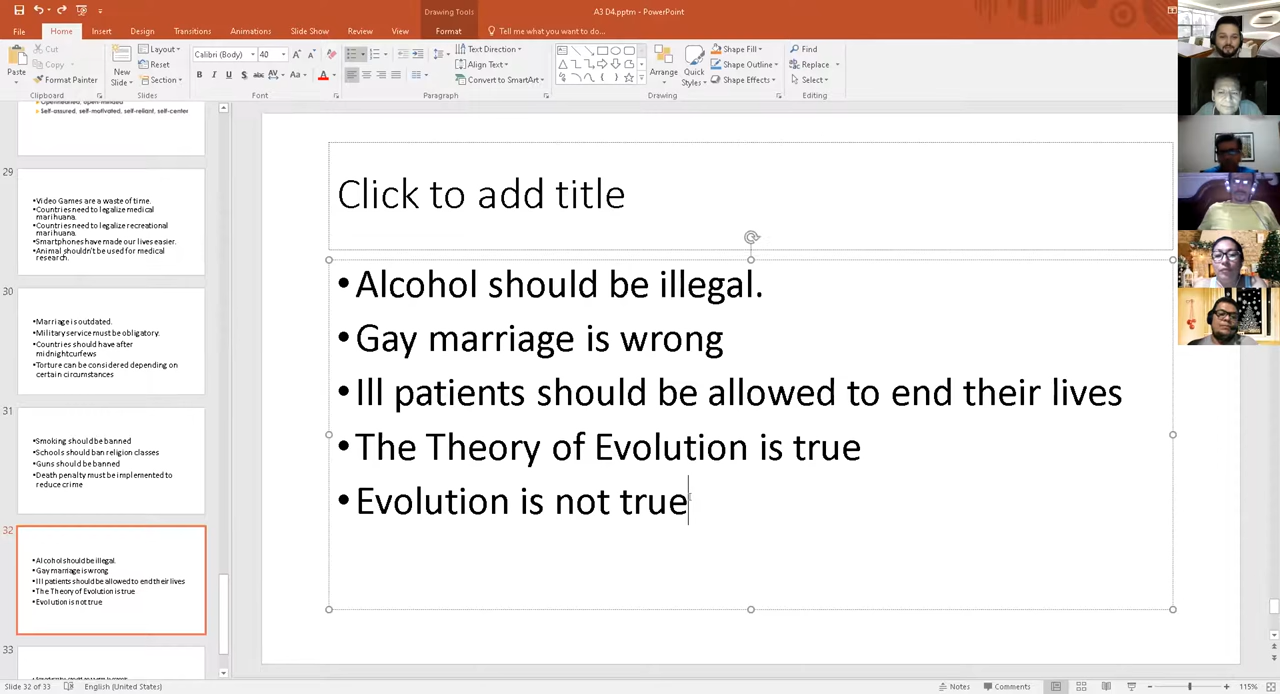 A3 D4.pptm - PowerPoint
Drawing Tools
File Home Insert Design Transitions Animations Slide Show Review View Format Tell me what you want to do...
Paste
Cut
Copy
Format Painter
Clipboard
New Slide
Layout
Reset
Section
Slides
Calibri (Body) 40
B I U S abc AV Aa A
Font
Paragraph
Text Direction
Align Text
Convert to SmartArt
Arrange
Quick Styles
Shape Fill
Shape Outline
Shape Effects
Drawing
Find
Replace
Select
Editing
Self-assured, self-motivated, self-reliant, self-center
29
•Video Games are a waste of time.
•Countries need to legalize medical
marihuana.
•Countries need to legalize recreational
marihuana.
•Smartphones have made our lives easier.
•Animal shouldn't be used for medical
research.
30
•Marriage is outdated.
•Military service must be obligatory.
•Countries should have after
midnight curfews
•Torture can be considered depending on
certain circumstances
31
•Smoking should be banned
•Schools should ban religion classes
•Guns should be banned
•Death penalty must be implemented to
reduce crime
32
•Alcohol should be illegal.
•Gay marriage is wrong
•Ill patients should be allowed to end their lives
•The Theory of Evolution is true
•Evolution is not true
33
Click to add title
•Alcohol should be illegal.
•Gay marriage is wrong
•Ill patients should be allowed to end their lives
•The Theory of Evolution is true
•Evolution is not true
Slide 32 of 33 English (United States) Notes Comments 115%